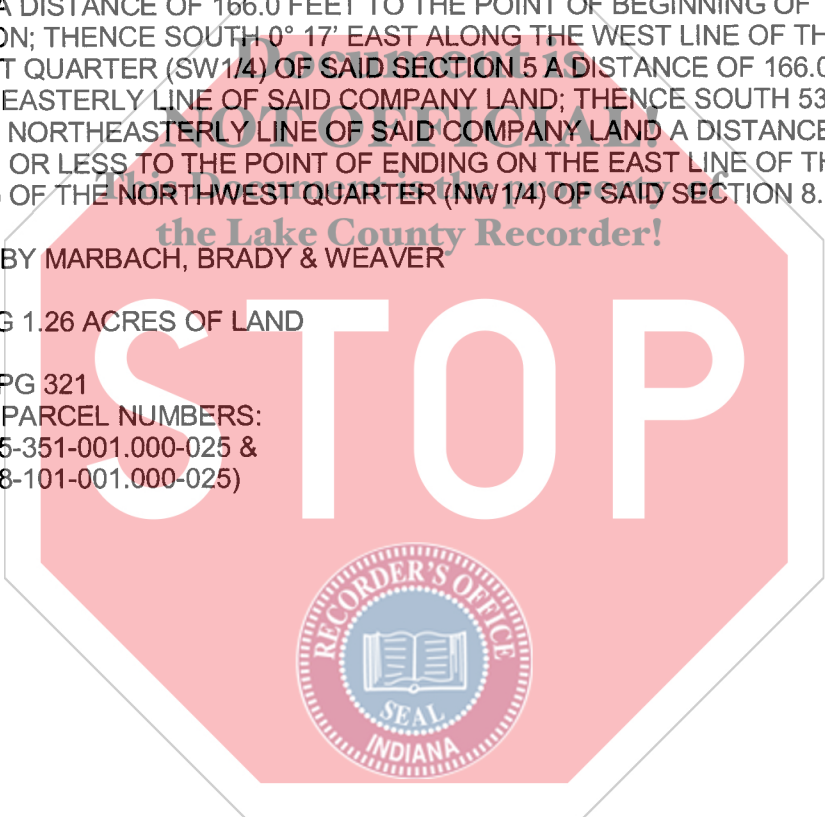 A DISTANCE OF 166.0 FEET TO THE POINT OF BEGINNING OF
ON; THENCE SOUTH 0° 17' EAST ALONG THE WEST LINE OF TH
T QUARTER (SW1/4) OF SAID SECTION 5 A DISTANCE OF 166.0
EASTERLY LINE OF SAID COMPANY LAND; THENCE SOUTH 53
NORTHEASTERLY LINE OF SAID COMPANY LAND A DISTANCE
OR LESS TO THE POINT OF ENDING ON THE EAST LINE OF TH
OF THE NORTHWEST QUARTER (NW1/4) OF SAID SECTION 8.
Document is
NOT OFFICIAL!
This Document is the property of
the Lake County Recorder!
BY MARBACH, BRADY & WEAVER
G 1.26 ACRES OF LAND
PG 321
PARCEL NUMBERS:
5-351-001.000-025 &
8-101-001.000-025)
STOP
RECORDER'S OFFICE
SEAL
INDIANA